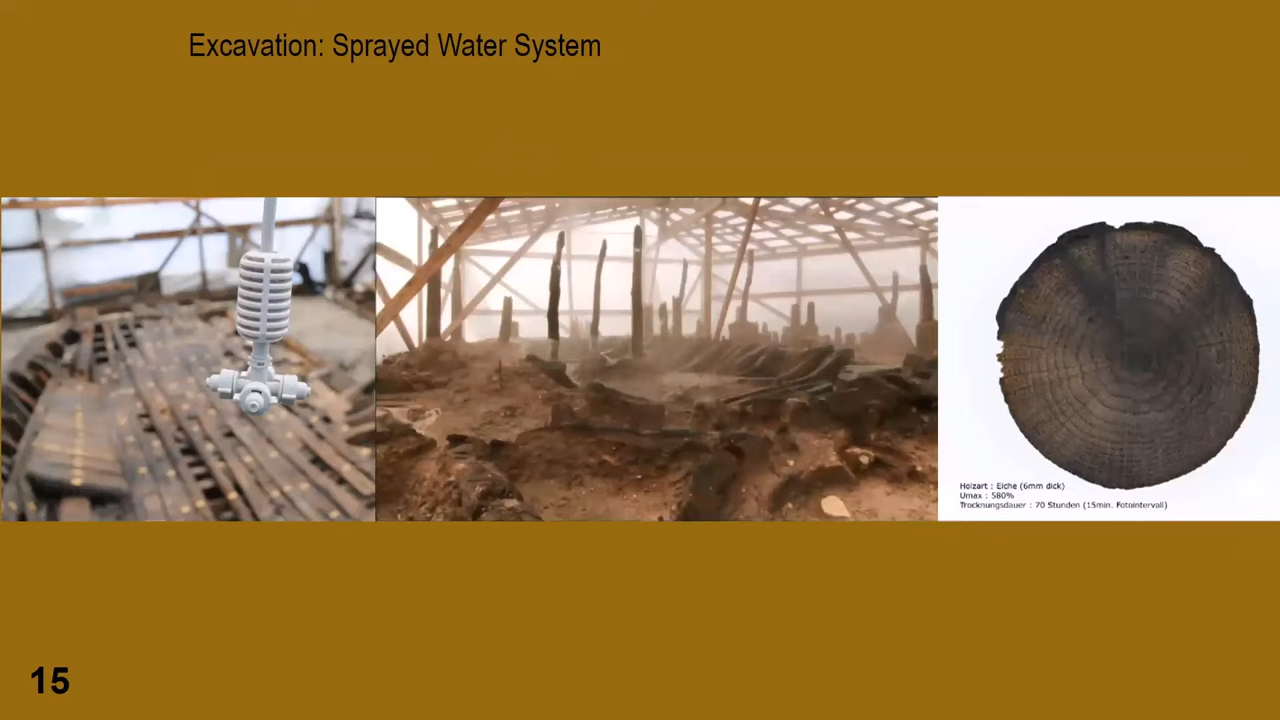 Excavation: Sprayed Water System
Holzart : Eiche (6mm dick)
Umax : 580%
Trocknungsdauer : 70 Stunden (15min. Fotointervall)
15